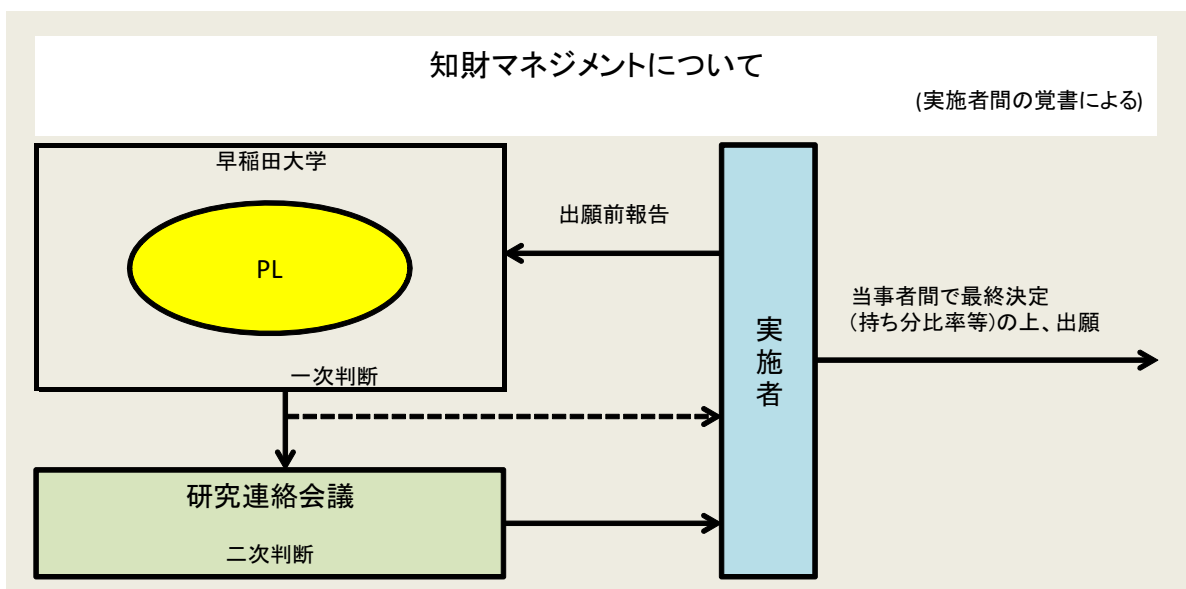 知財マネジメントについて
(実施者間の覚書による)
早稲田大学
PL
一次判断
出願前報告
研究連絡会議
二次判断
実施者
当事者間で最終決定
(持ち分比率等)の上、出願